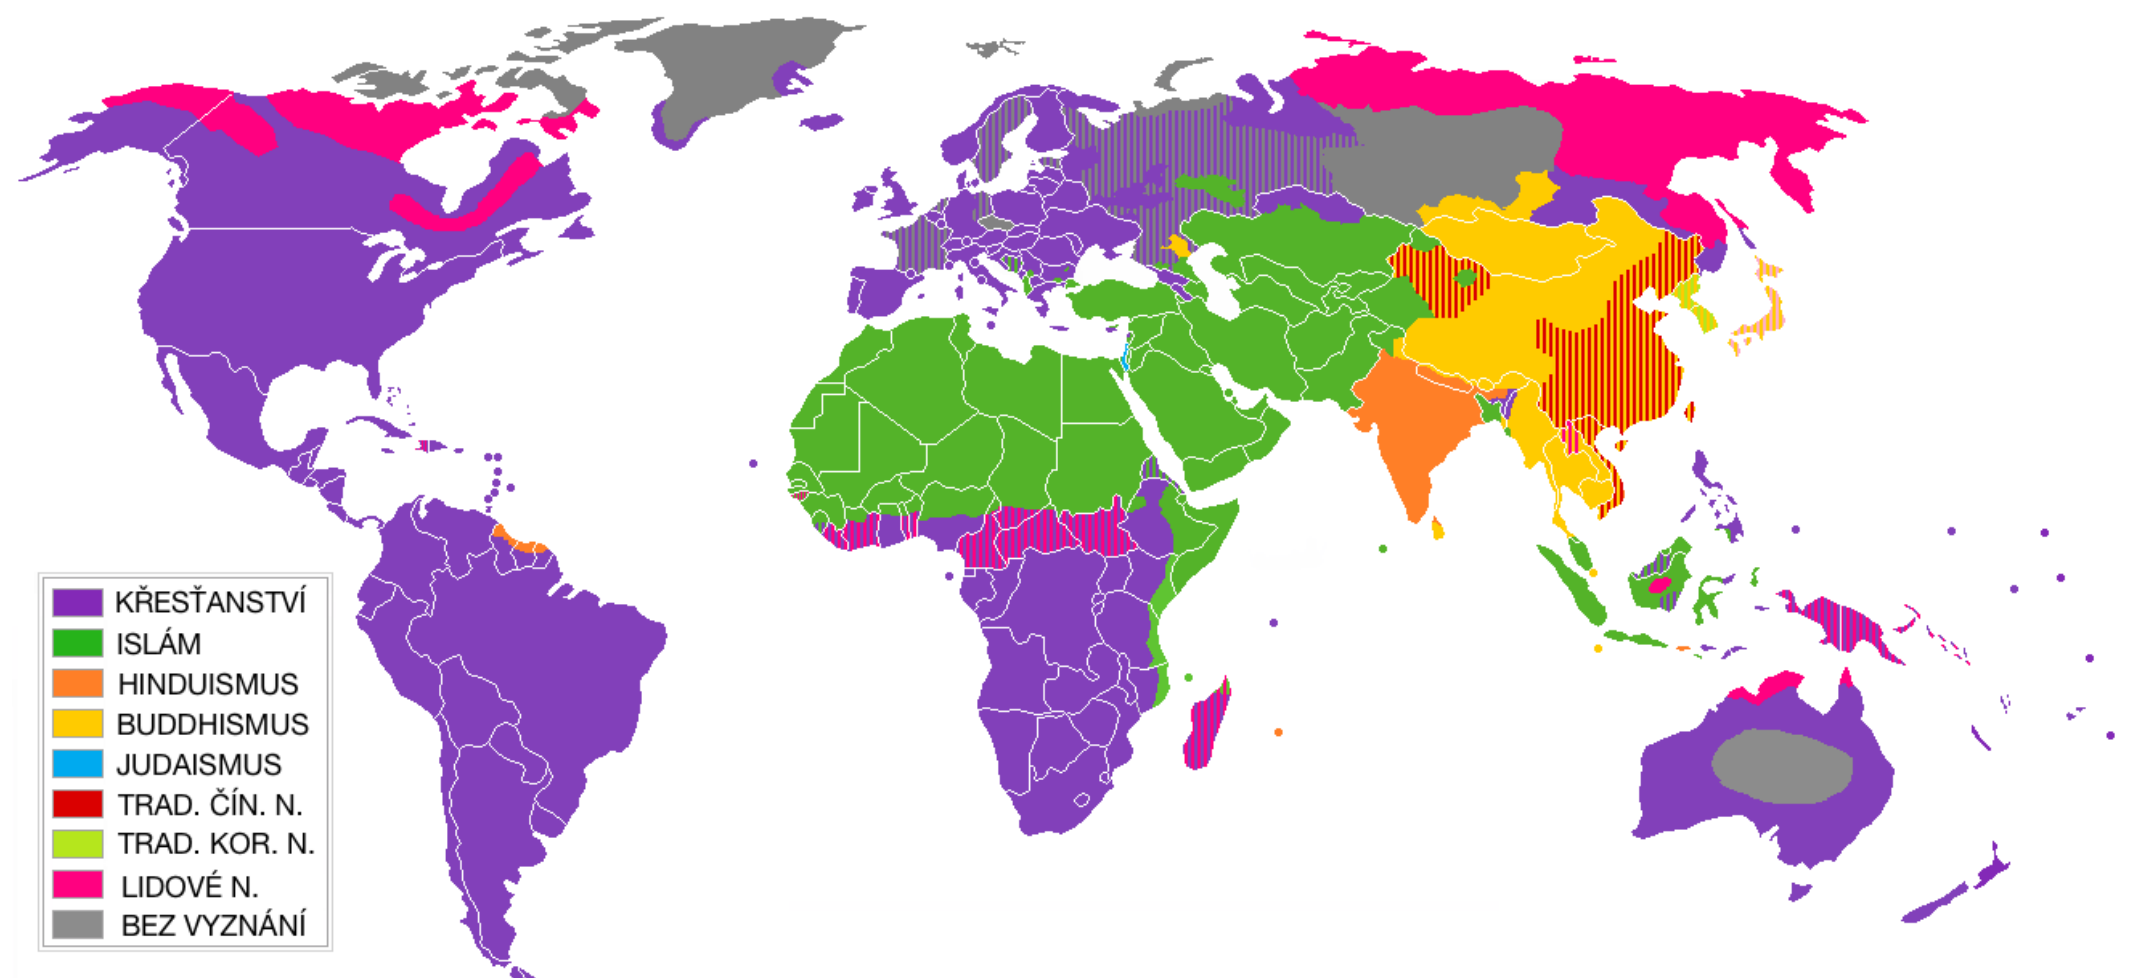 KŘESŤANSTVÍ
ISLÁM
HINDUISMUS
BUDDHISMUS
JUDAISMUS
TRAD. ČÍN. N.
TRAD. KOR. N.
LIDOVÉ N.
BEZ VYZNÁNÍ